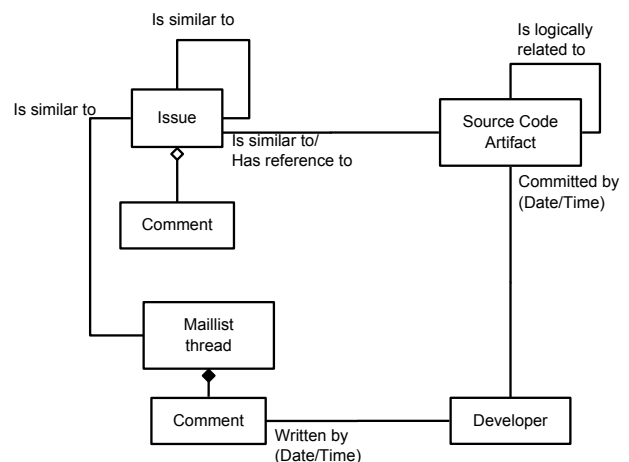 Is similar to
Is logically
related to
Is similar to
Issue
Source Code
Artifact
Is similar to/
Has reference to
Committed by
(Date/Time)
Comment
Maillist
thread
Comment
Developer
Written by
(Date/Time)